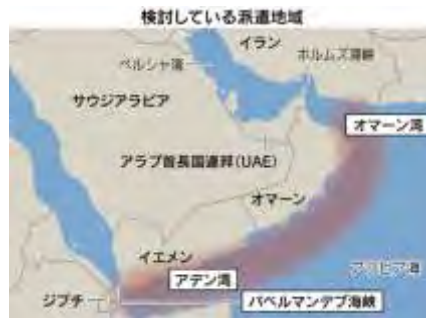 検討している派遣地域
イラン
ホルムズ海峡
ペルシャ湾
サウジアラビア
オマーン湾
アラブ首長国連邦(UAE)
オマーン
イエメン
アラビア海
アデン湾
ジブチ
バベルマンデブ海峡